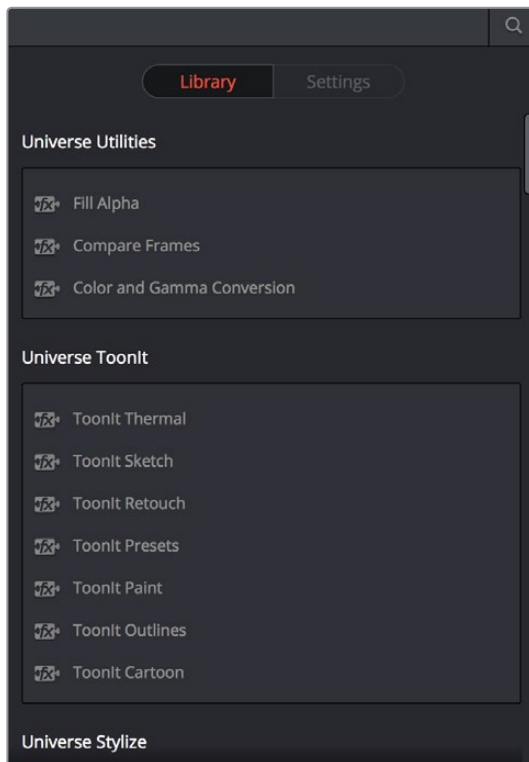 Library Settings
Universe Utilities
Fill Alpha
Compare Frames
Color and Gamma Conversion
Universe ToonIt
ToonIt Thermal
ToonIt Sketch
ToonIt Retouch
ToonIt Presets
ToonIt Paint
ToonIt Outlines
ToonIt Cartoon
Universe Stylize